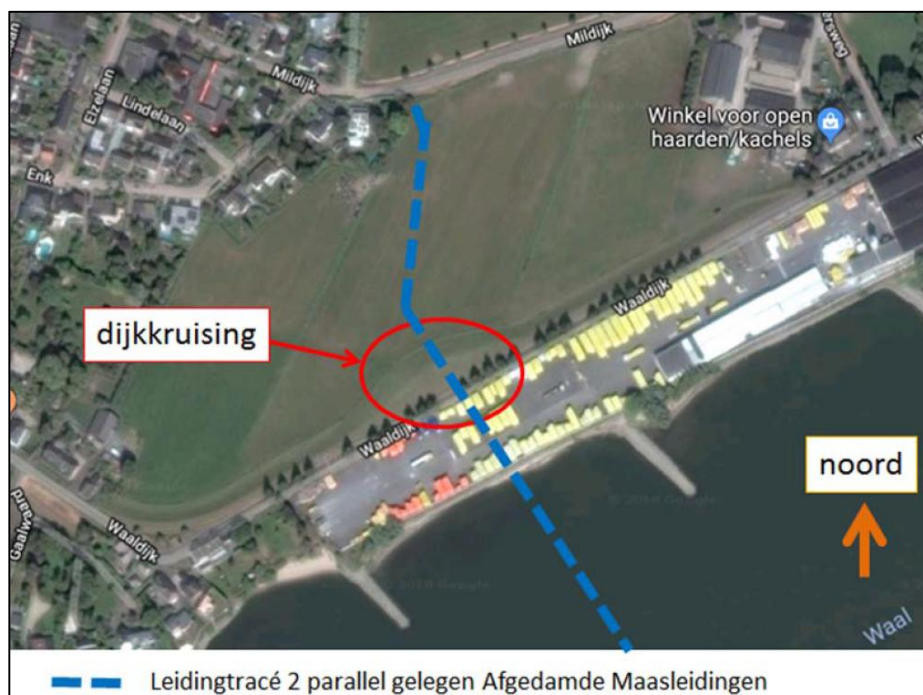 Mildijk
Elzelaan
Lindelaan
Mildijk
Winkel voor open
haarden/kachels
Enk
Waaldijk
dijkkruising
Waaldijk
noord
Gaalwaard
Waaldijk
Waal
Leidingtracé 2 parallel gelegen Afgedamde Maasleidingen